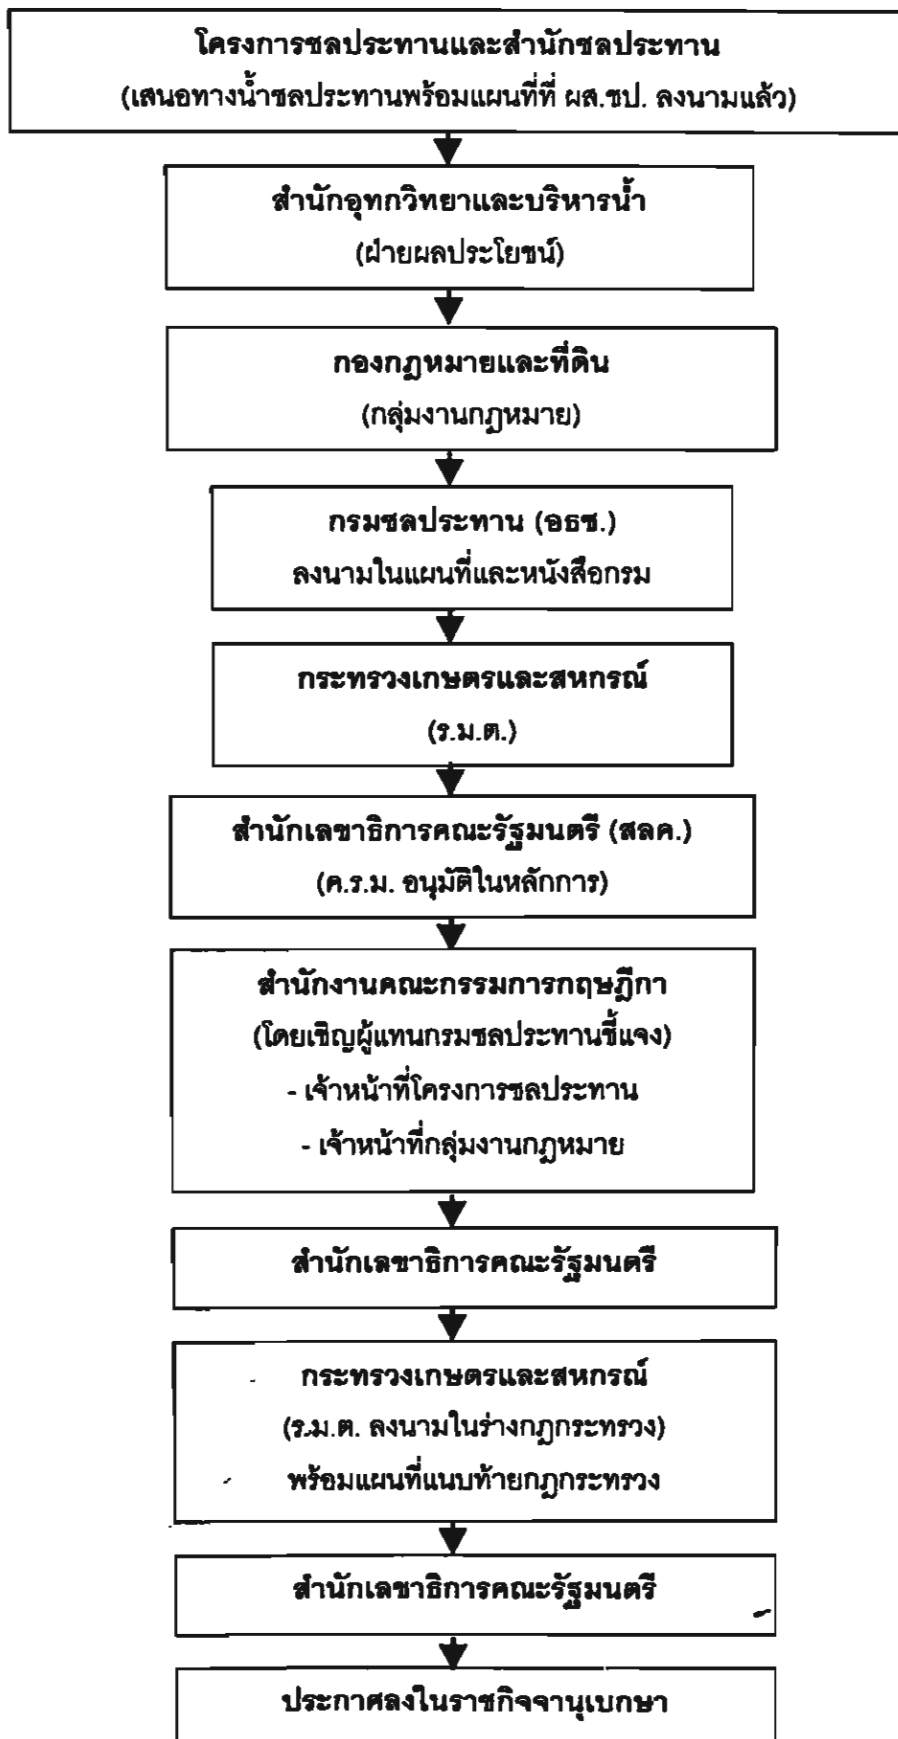 โครงการชลประทานและสำนักชลประทาน
(เสนอทางน้ำชลประทานพร้อมแผนที่ที่ ผส.ชป. ลงนามแล้ว)
สำนักอุทกวิทยาและบริหารน้ำ
(ฝ่ายผลประโยชน์)
กองกฎหมายและที่ดิน
(กลุ่มงานกฎหมาย)
กรมชลประทาน (อธช.)
ลงนามในแผนที่และหนังสือกรม
กระทรวงเกษตรและสหกรณ์
(ร.ม.ต.)
สำนักเลขาธิการคณะรัฐมนตรี (สลค.)
(ค.ร.ม. อนุมัติในหลักการ)
สำนักงานคณะกรรมการกฤษฎีกา
(โดยเชิญผู้แทนกรมชลประทานชี้แจง)
- เจ้าหน้าที่โครงการชลประทาน
- เจ้าหน้าที่กลุ่มงานกฎหมาย
สำนักเลขาธิการคณะรัฐมนตรี
กระทรวงเกษตรและสหกรณ์
(ร.ม.ต. ลงนามในร่างกฎกระทรวง)
พร้อมแผนที่แนบท้ายกฎกระทรวง
สำนักเลขาธิการคณะรัฐมนตรี
ประกาศลงในราชกิจจานุเบกษา